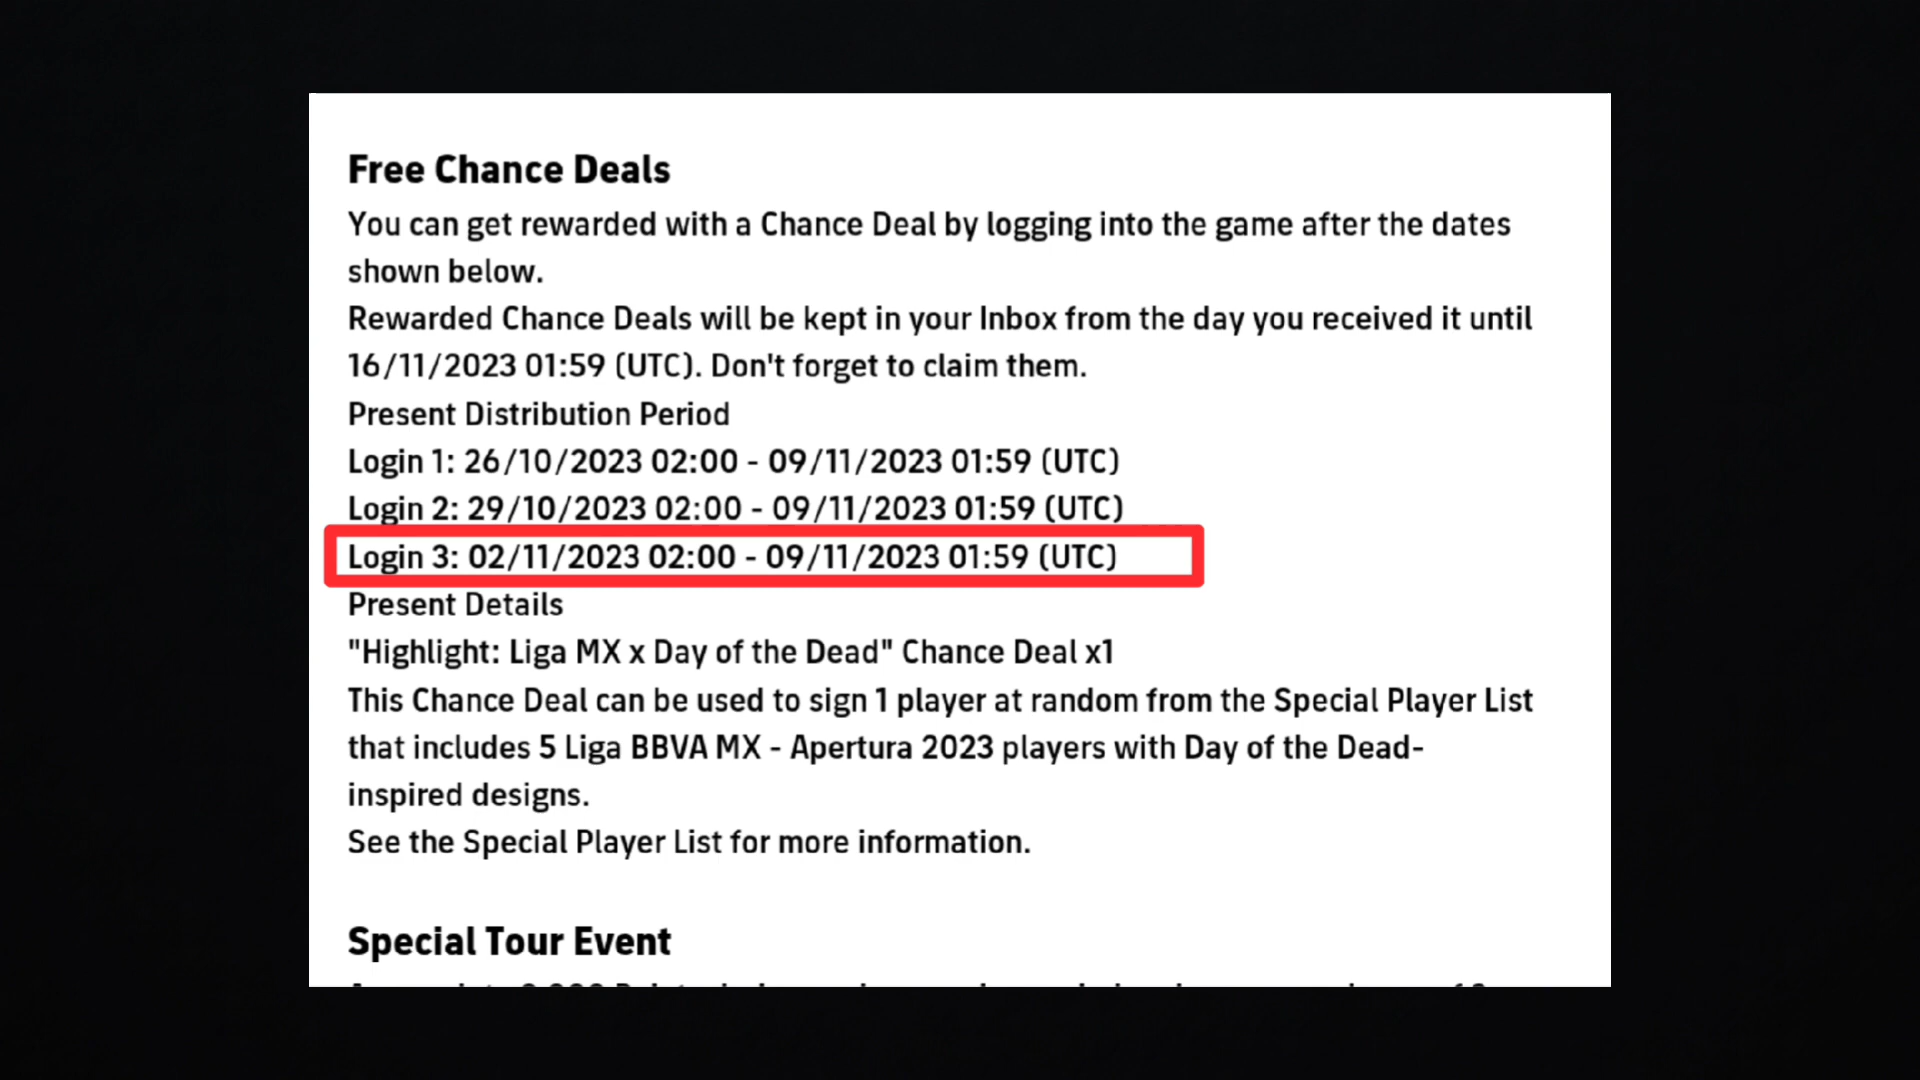 Free Chance Deals
You can get rewarded with a Chance Deal by logging into the game after the dates
shown below.
Rewarded Chance Deals will be kept in your Inbox from the day you received it until
16/11/2023 01:59 (UTC). Don't forget to claim them.
Present Distribution Period
Login 1: 26/10/2023 02:00 - 09/11/2023 01:59 (UTC)
Login 2: 29/10/2023 02:00 - 09/11/2023 01:59 (UTC)
Login 3: 02/11/2023 02:00 - 09/11/2023 01:59 (UTC)
Present Details
"Highlight: Liga MX x Day of the Dead" Chance Deal x1
This Chance Deal can be used to sign 1 player at random from the Special Player List
that includes 5 Liga BBVA MX - Apertura 2023 players with Day of the Dead-
inspired designs.
See the Special Player List for more information.
Special Tour Event